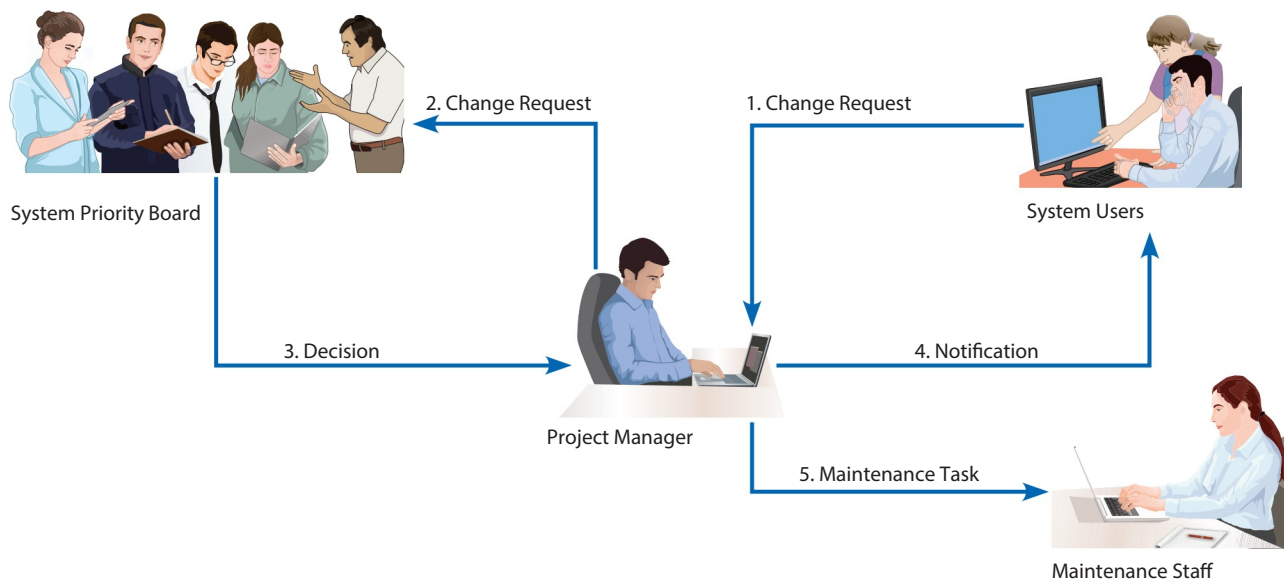 2. Change Request
1. Change Request
System Priority Board
System Users
3. Decision
4. Notification
Project Manager
5. Maintenance Task
Maintenance Staff